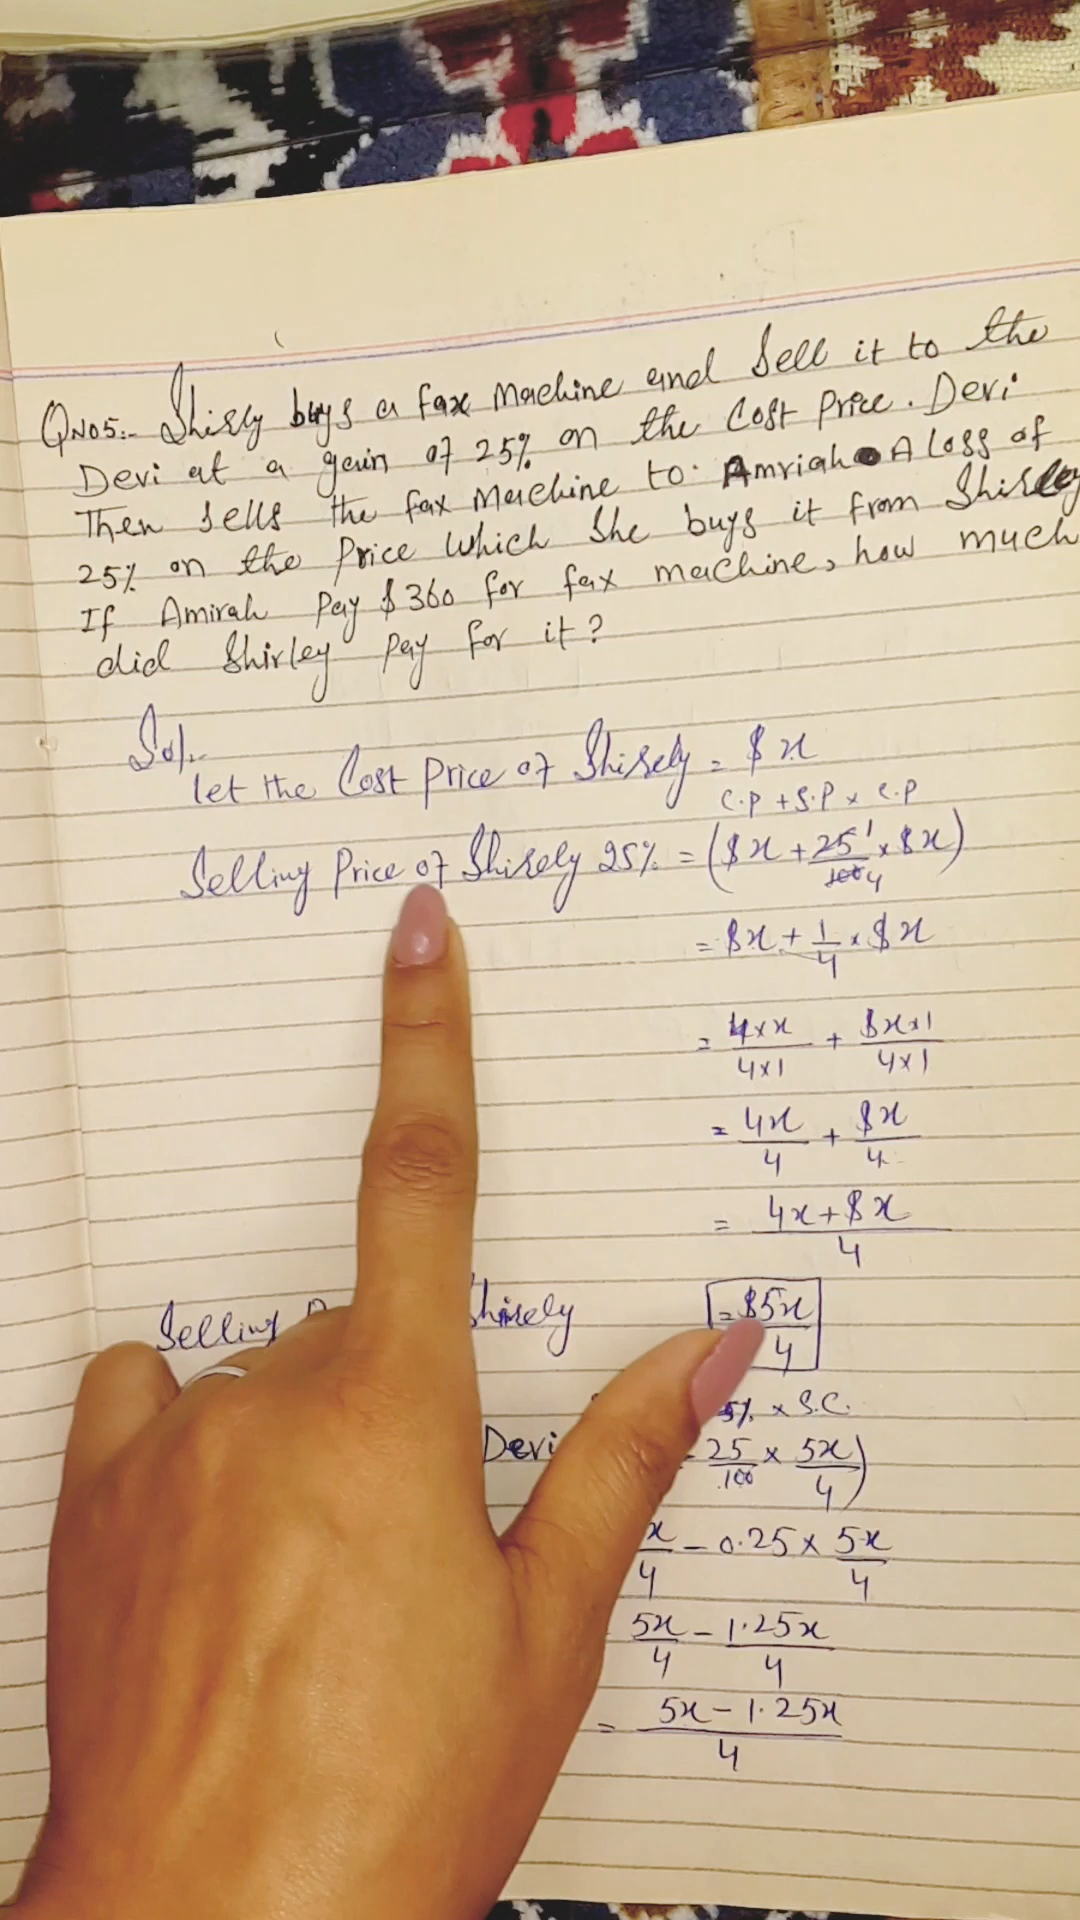 QNO5:- Shirly buys a fax Machine and Sell it to the
Devi at a gain of 25% on the Cost Price. Devi
Then sells the fax Machine to Amriah A Loss of
25% on the Price Which She buys it from Shirley
If Amirah Pay $360 for fax machine, how much
did Shirley Pay for it?
Sol:-
let the Cost Price of Shirely = $x
C.P + S.P x C.P
Selling Price of Shirely 25% = ($x + 25 1/100 4 x $x)
= $x + 1/4 x $x
= 4xx/4x1 + $xx1/4x1
= 4x/4 + $x/4
= 4x+$x/4
Selling Shirely = $5x/4
5% x S.C.
Devi 25/100 x 5x/4)
x/4 - 0.25 x 5x/4
5x/4 - 1.25x/4
= 5x - 1.25x/4